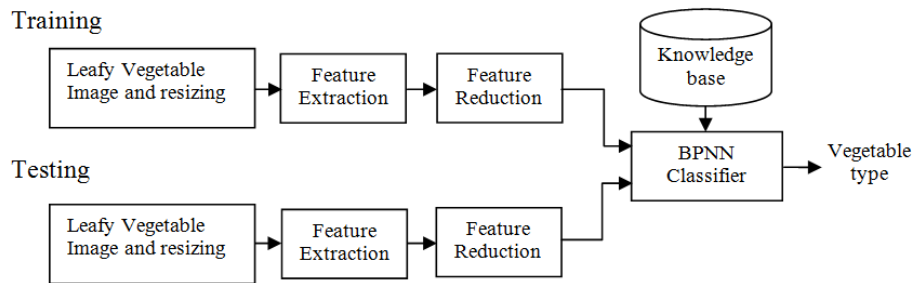 Training
Leafy Vegetable
Image and resizing
Feature
Extraction
Feature
Reduction
Knowledge
base
BPNN
Classifier
Vegetable
type
Testing
Leafy Vegetable
Image and resizing
Feature
Extraction
Feature
Reduction